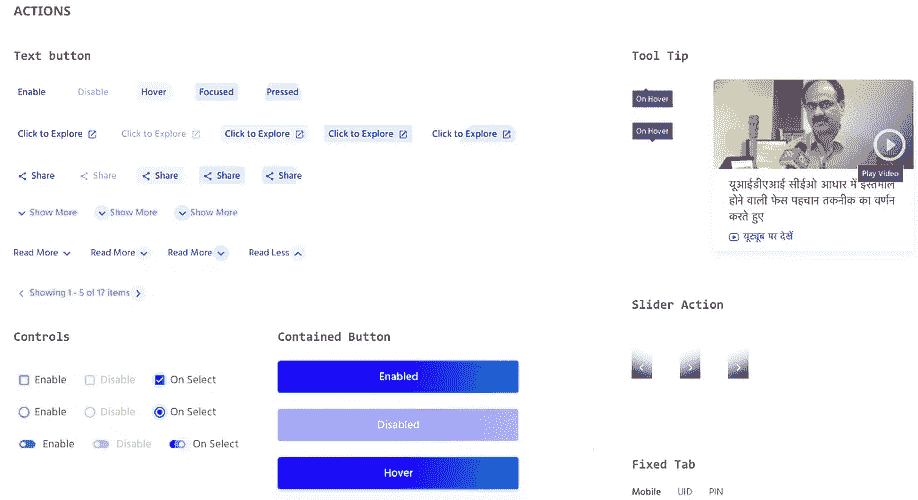 ACTIONS
Text button
Enable
Disable
Hover
Focused
Pressed
Click to Explore
Click to Explore
Click to Explore
Click to Explore
Click to Explore
Share
Share
Share
Share
Share
Show More
Show More
Show More
Read More
Read More
Read More
Read Less
Showing 1 - 5 of 17 items
Controls
Enable
Disable
On Select
Enable
Disable
On Select
Enable
Disable
On Select
Contained Button
Enabled
Disabled
Hover
Tool Tip
On Hover
On Hover
Play Video
यूआईडीएआई सीईओ आधार में इस्तेमाल
होने वाली फेस पहचान तकनीक का वर्णन
करते हुए
यूट्यूब पर देखें
Slider Action
Fixed Tab
Mobile
UID
PIN